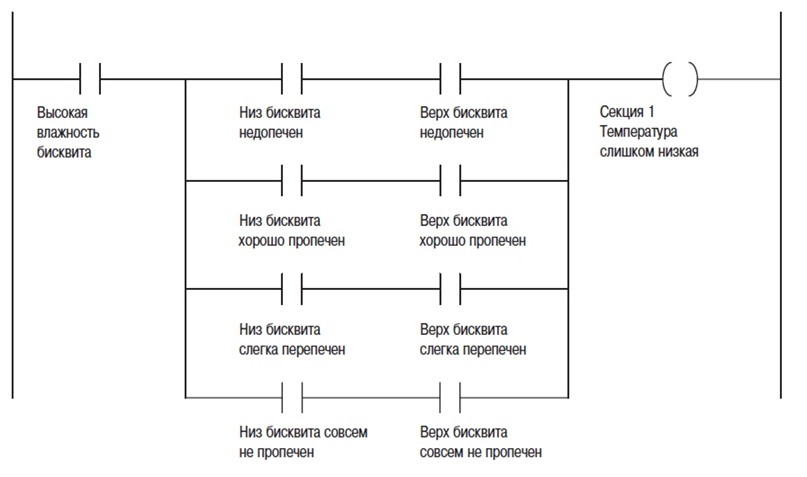 Высокая
влажность
бисквита
Низ бисквита
недопечен
Верх бисквита
недопечен
Секция 1
Температура
слишком низкая
Низ бисквита
хорошо пропечен
Верх бисквита
хорошо пропечен
Низ бисквита
слегка перепечен
Верх бисквита
слегка перепечен
Низ бисквита совсем
не пропечен
Верх бисквита
совсем не пропечен